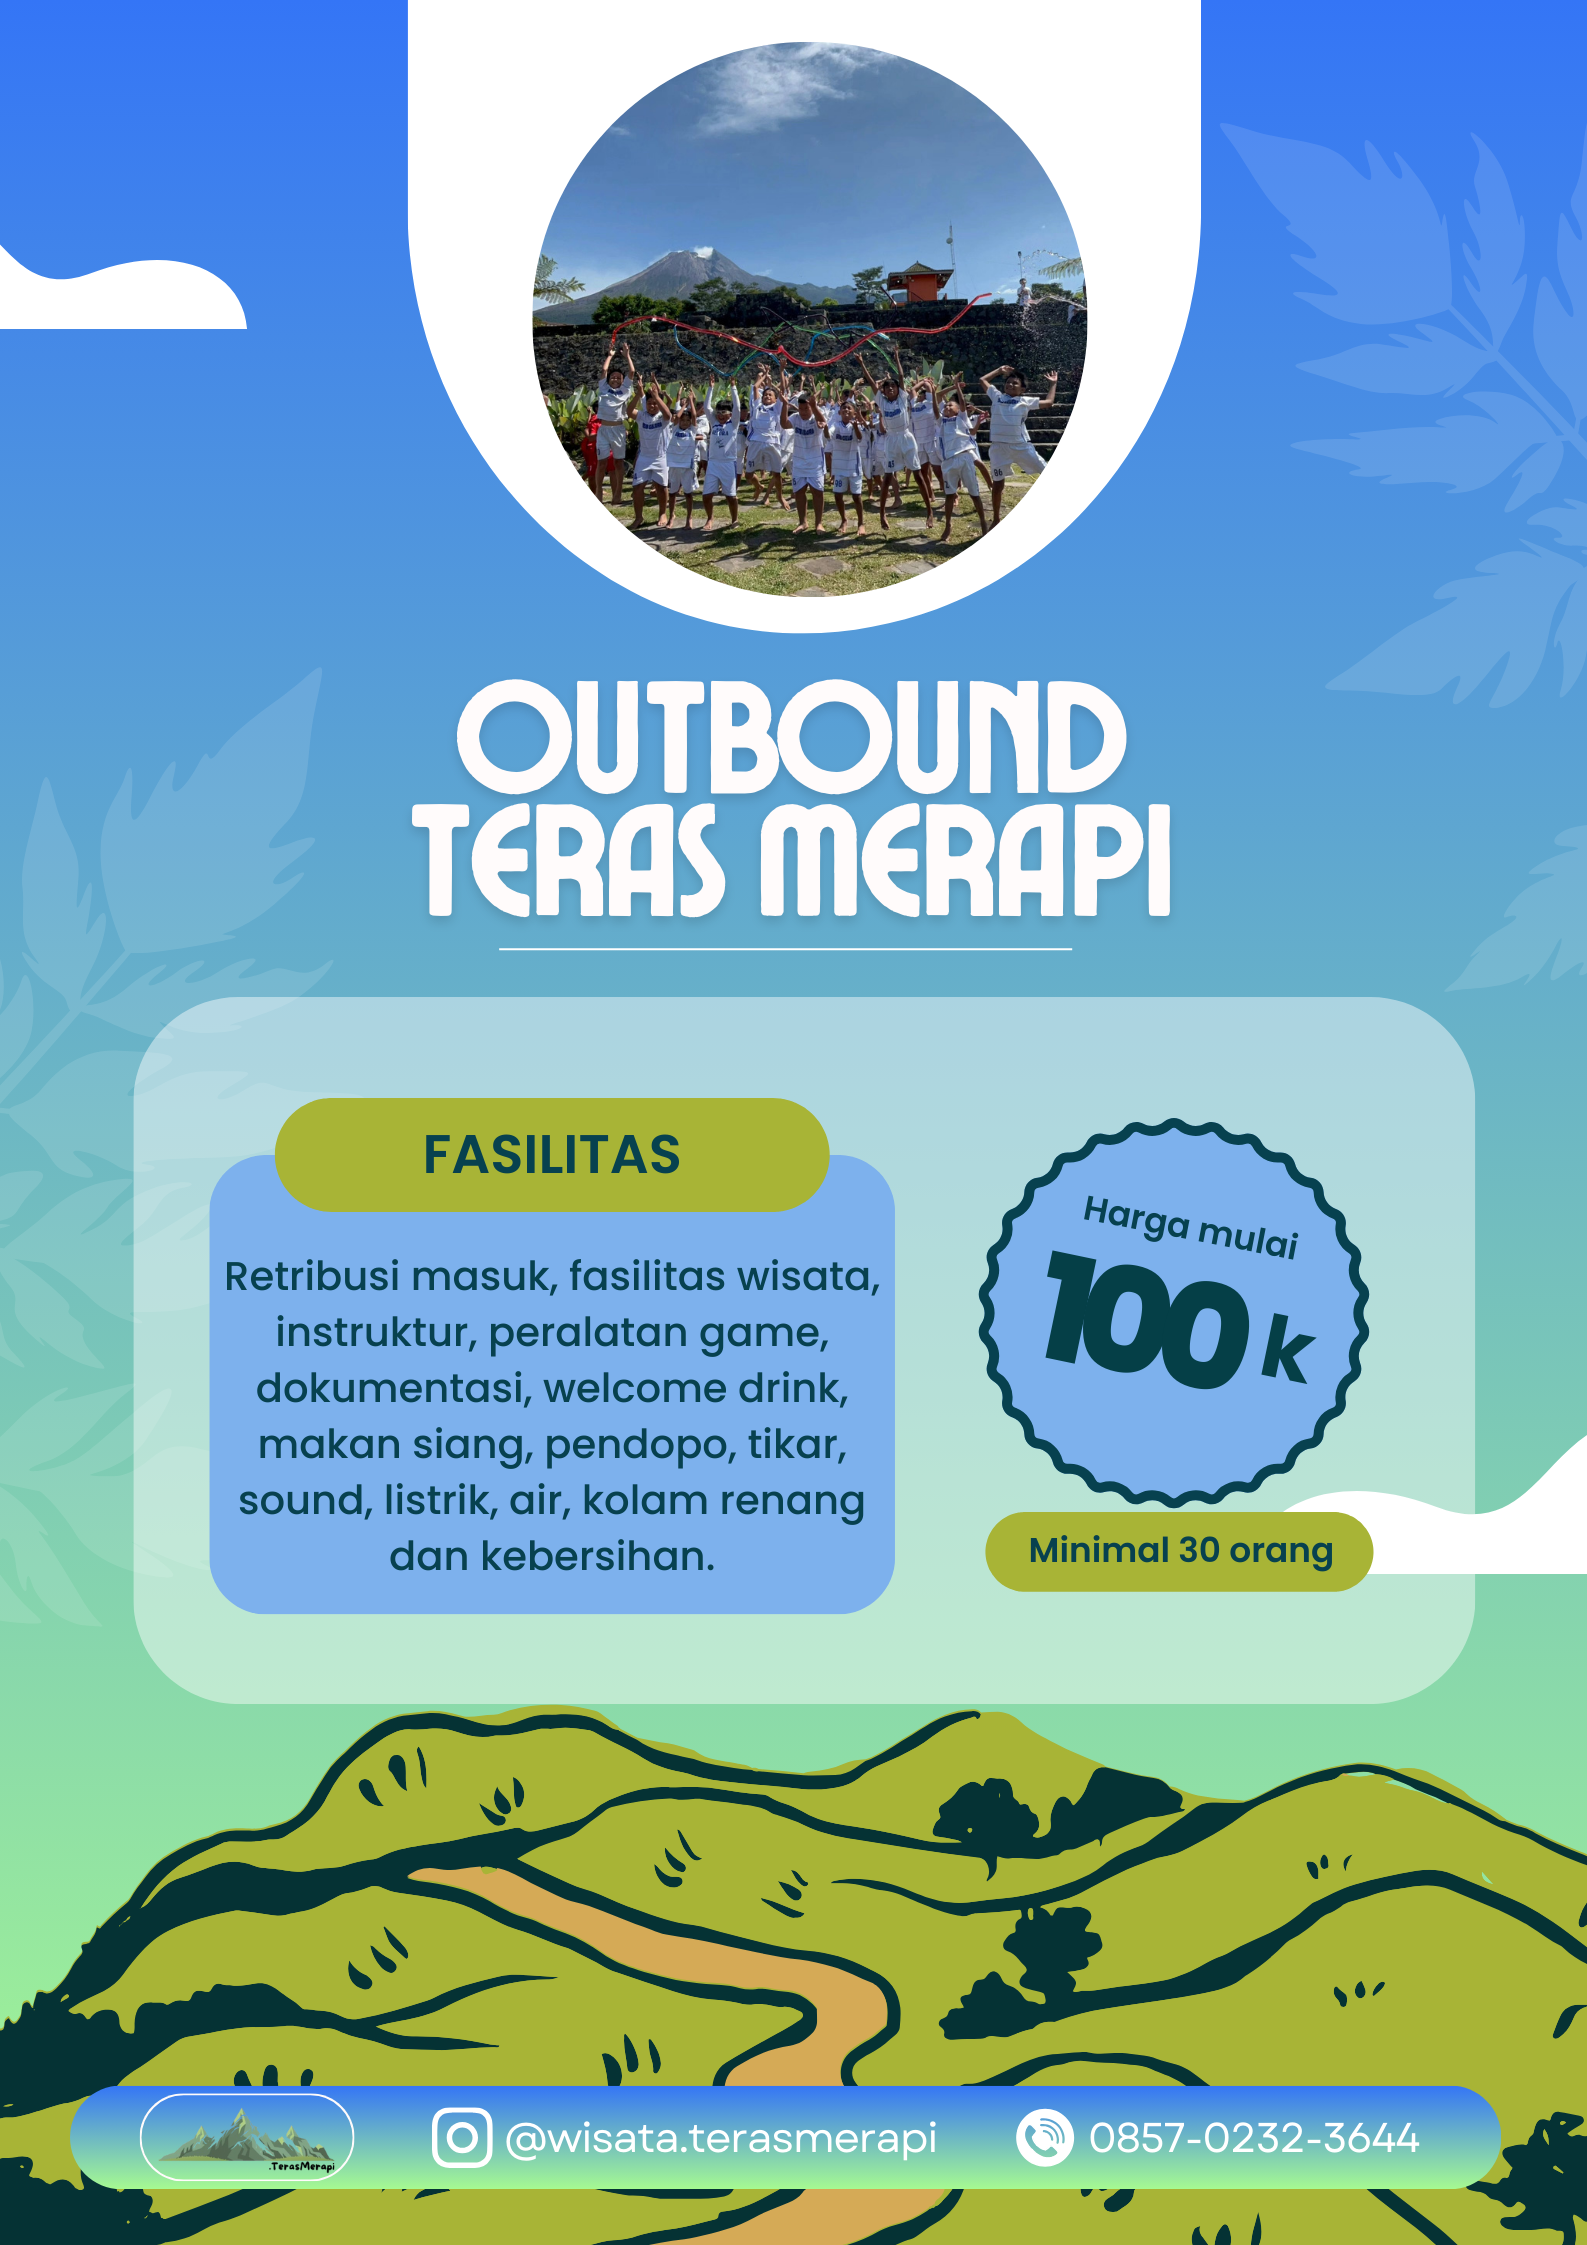 OUTBOUND
TERAS MERAPI
FASILITAS
Retribusi masuk, fasilitas wisata,
instruktur, peralatan game,
dokumentasi, welcome drink,
makan siang, pendopo, tikar,
sound, listrik, air, kolam renang
dan kebersihan.
Harga mulai
100 k
Minimal 30 orang
.TerasMerapi
@wisata.terasmerapi
0857-0232-3644